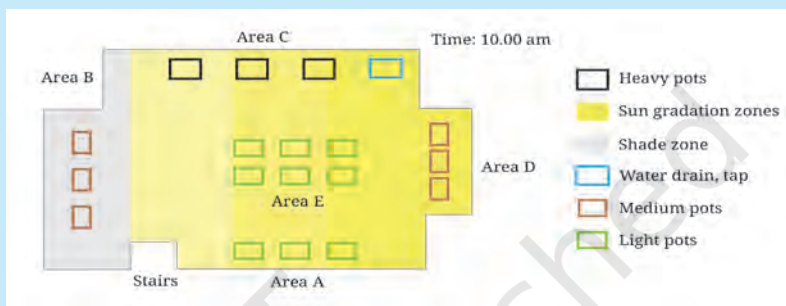 Area C
Time: 10.00 am
Area B
Heavy pots
Sun gradation zones
Shade zone
Area D
Water drain, tap
Area E
Medium pots
Light pots
Stairs
Area A